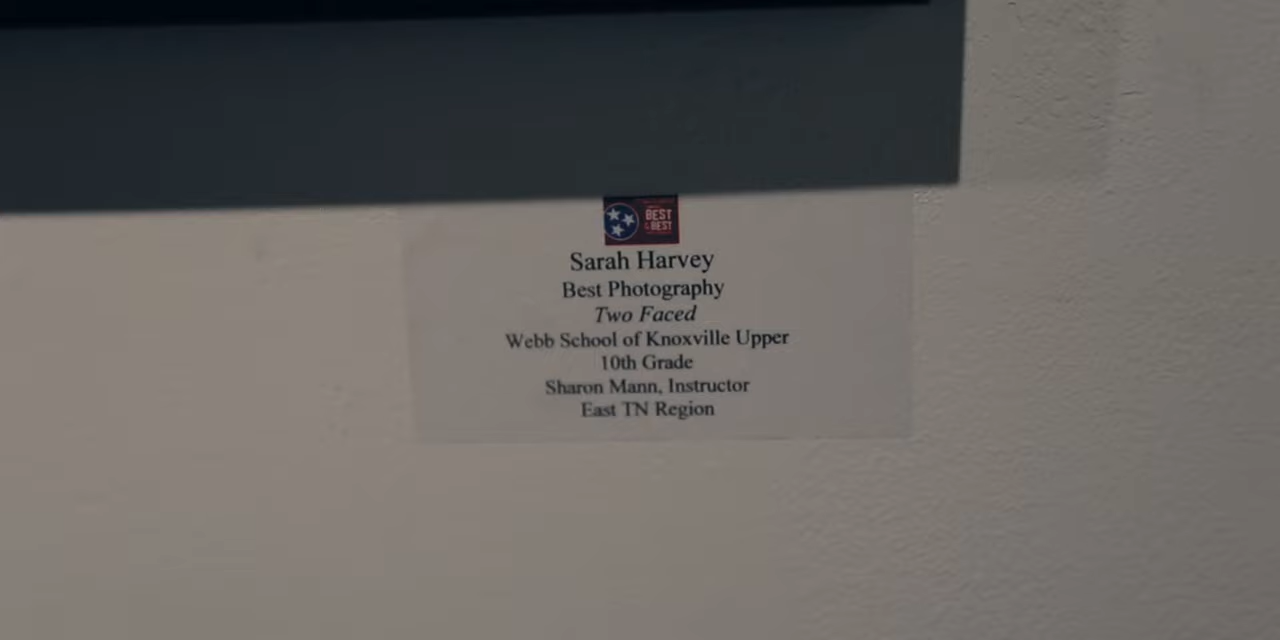 BEST
& BEST
Sarah Harvey
Best Photography
Two Faced
Webb School of Knoxville Upper
10th Grade
Sharon Mann, Instructor
East TN Region